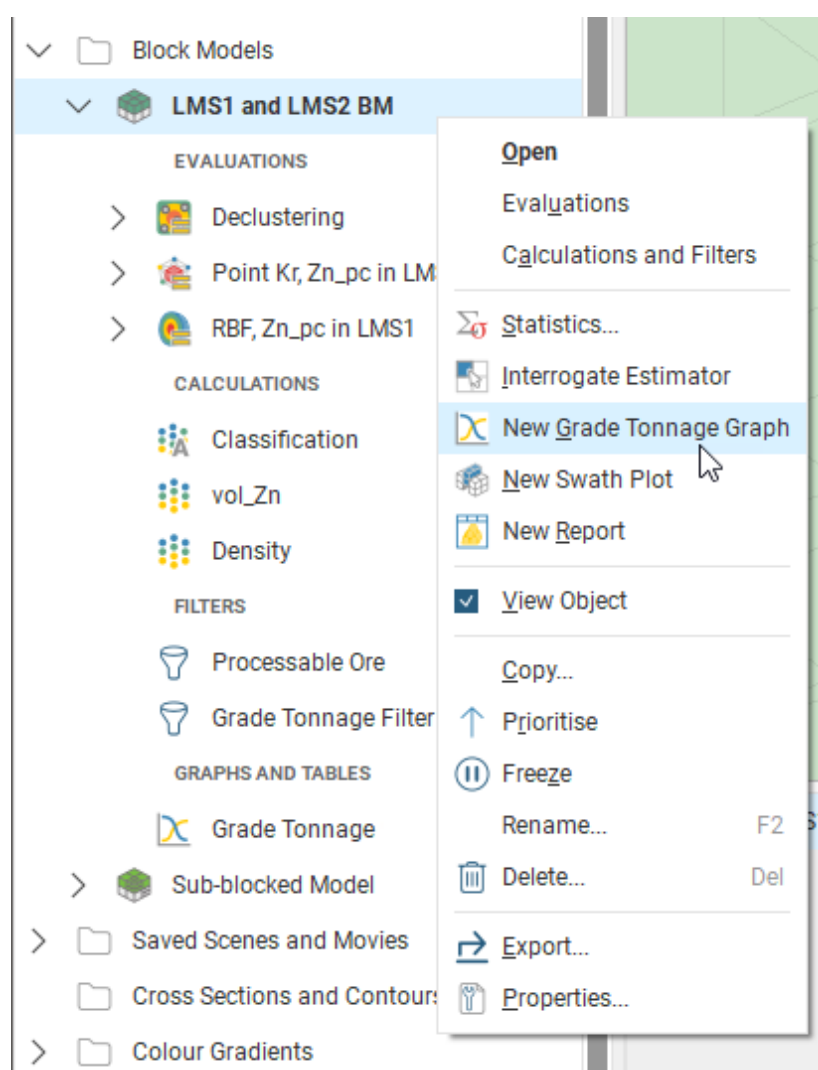 Block Models
LMS1 and LMS2 BM
EVALUATIONS
Declustering
Point Kr, Zn_pc in LM
RBF, Zn_pc in LMS1
CALCULATIONS
Classification
vol_Zn
Density
FILTERS
Processable Ore
Grade Tonnage Filter
GRAPHS AND TABLES
Grade Tonnage
Sub-blocked Model
Saved Scenes and Movies
Cross Sections and Contours
Colour Gradients
Open
Evaluations
Calculations and Filters
Statistics...
Interrogate Estimator
New Grade Tonnage Graph
New Swath Plot
New Report
View Object
Copy...
Prioritise
Freeze
Rename... F2
Delete... Del
Export...
Properties...